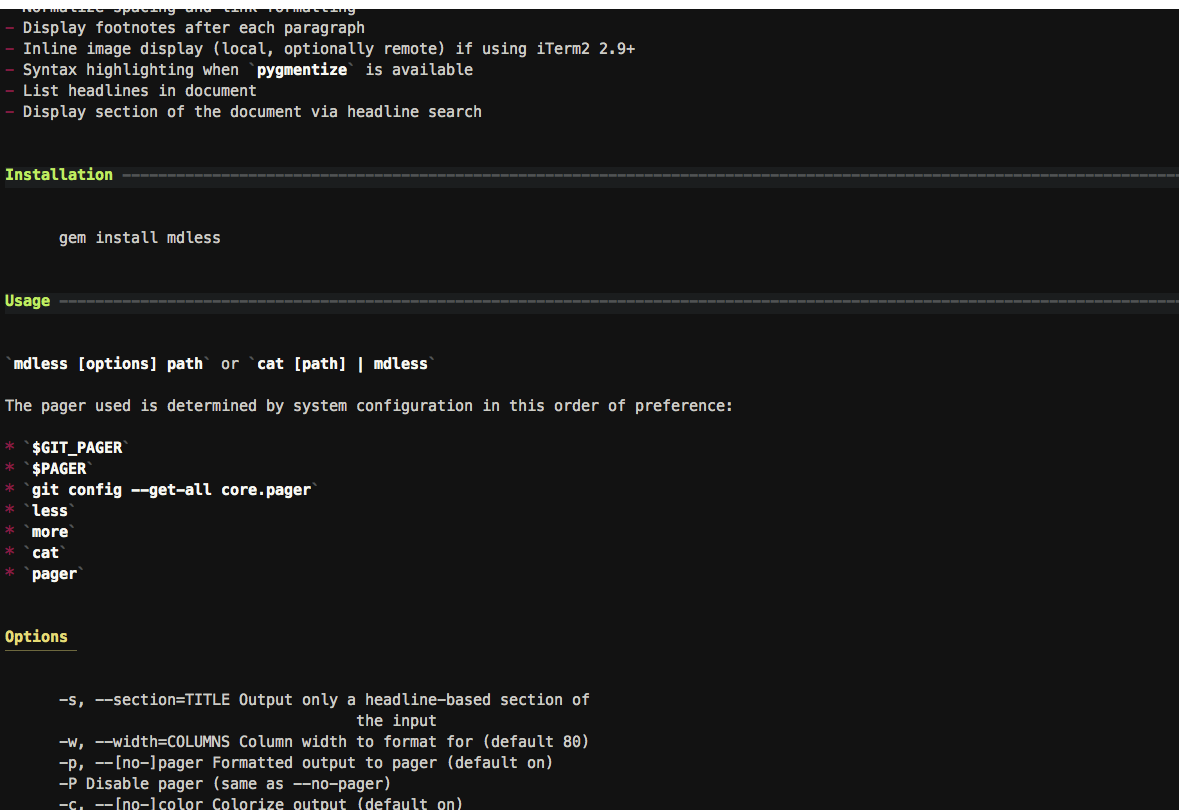 - Normalize spacing and link formatting
- Display footnotes after each paragraph
- Inline image display (local, optionally remote) if using iTerm2 2.9+
- Syntax highlighting when `pygmentize` is available
- List headlines in document
- Display section of the document via headline search
Installation
gem install mdless
Usage
`mdless [options] path` or `cat [path] | mdless`
The pager used is determined by system configuration in this order of preference:
* `$GIT_PAGER`
* `$PAGER`
* `git config --get-all core.pager`
* `less`
* `more`
* `cat`
* `pager`
Options
-s, --section=TITLE Output only a headline-based section of
the input
-w, --width=COLUMNS Column width to format for (default 80)
-p, --[no-]pager Formatted output to pager (default on)
-P Disable pager (same as --no-pager)
-c, --[no-]color Colorize output (default on)